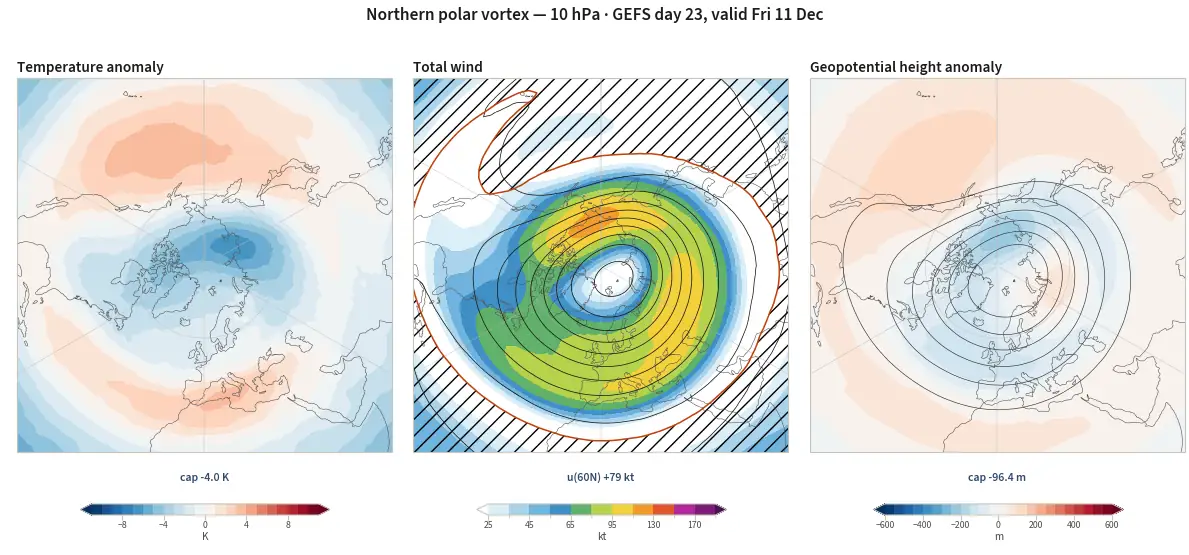 Northern polar vortex — 10 hPa · GEFS day 23, valid Fri 11 Dec
Temperature anomaly
Total wind
Geopotential height anomaly
cap -4.0 K
u(60N) +79 kt
cap -96.4 m
−8 −4 0 4 8
K
25 45 65 95 130 170
kt
−600 −400 −200 0 200 400 600
m